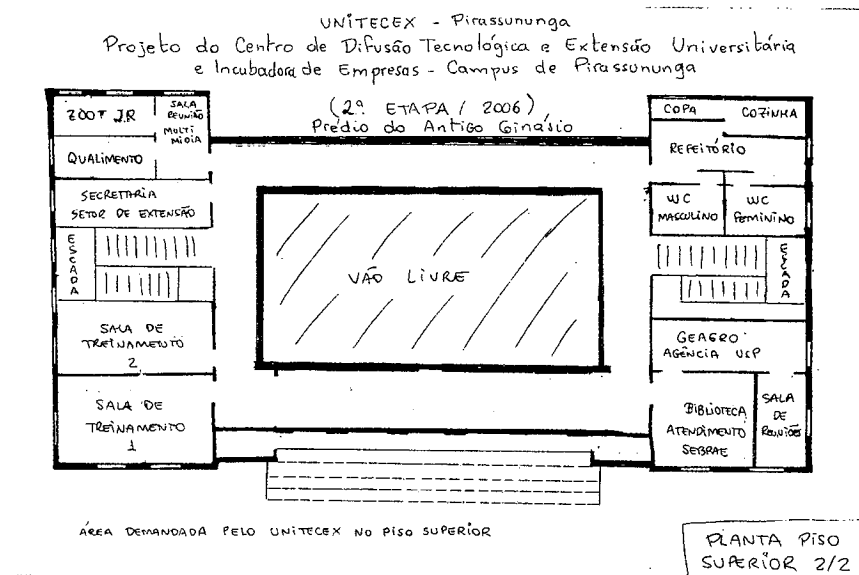 UNITECEX - Pirassununga
Projeto do Centro de Difusão Tecnológica e Extensão Universitária
e Incubadora de Empresas - Campus de Pirassununga
(2ª ETAPA / 2006)
Prédio do Antigo Ginásio
ZOOT JR
SALA
REUNIÃO
MULTI
MIDIA
QUALIMENTO
SECRETARIA
SETOR DE EXTENSÃO
ESCADA
SALA DE
TREINAMENTO
2
SALA DE
TREINAMENTO
1
VÃO LIVRE
COPA
COZINHA
REFEITÓRIO
WC
MASCULINO
WC
FEMININO
ESCADA
GEAGRO
AGÊNCIA USP
BIBLIOTECA
ATENDIMENTO
SEBRAE
SALA
DE
REUNIÕES
ÁREA DEMANDADA PELO UNITECEX NO PISO SUPERIOR
PLANTA PISO
SUPERIOR 2/2